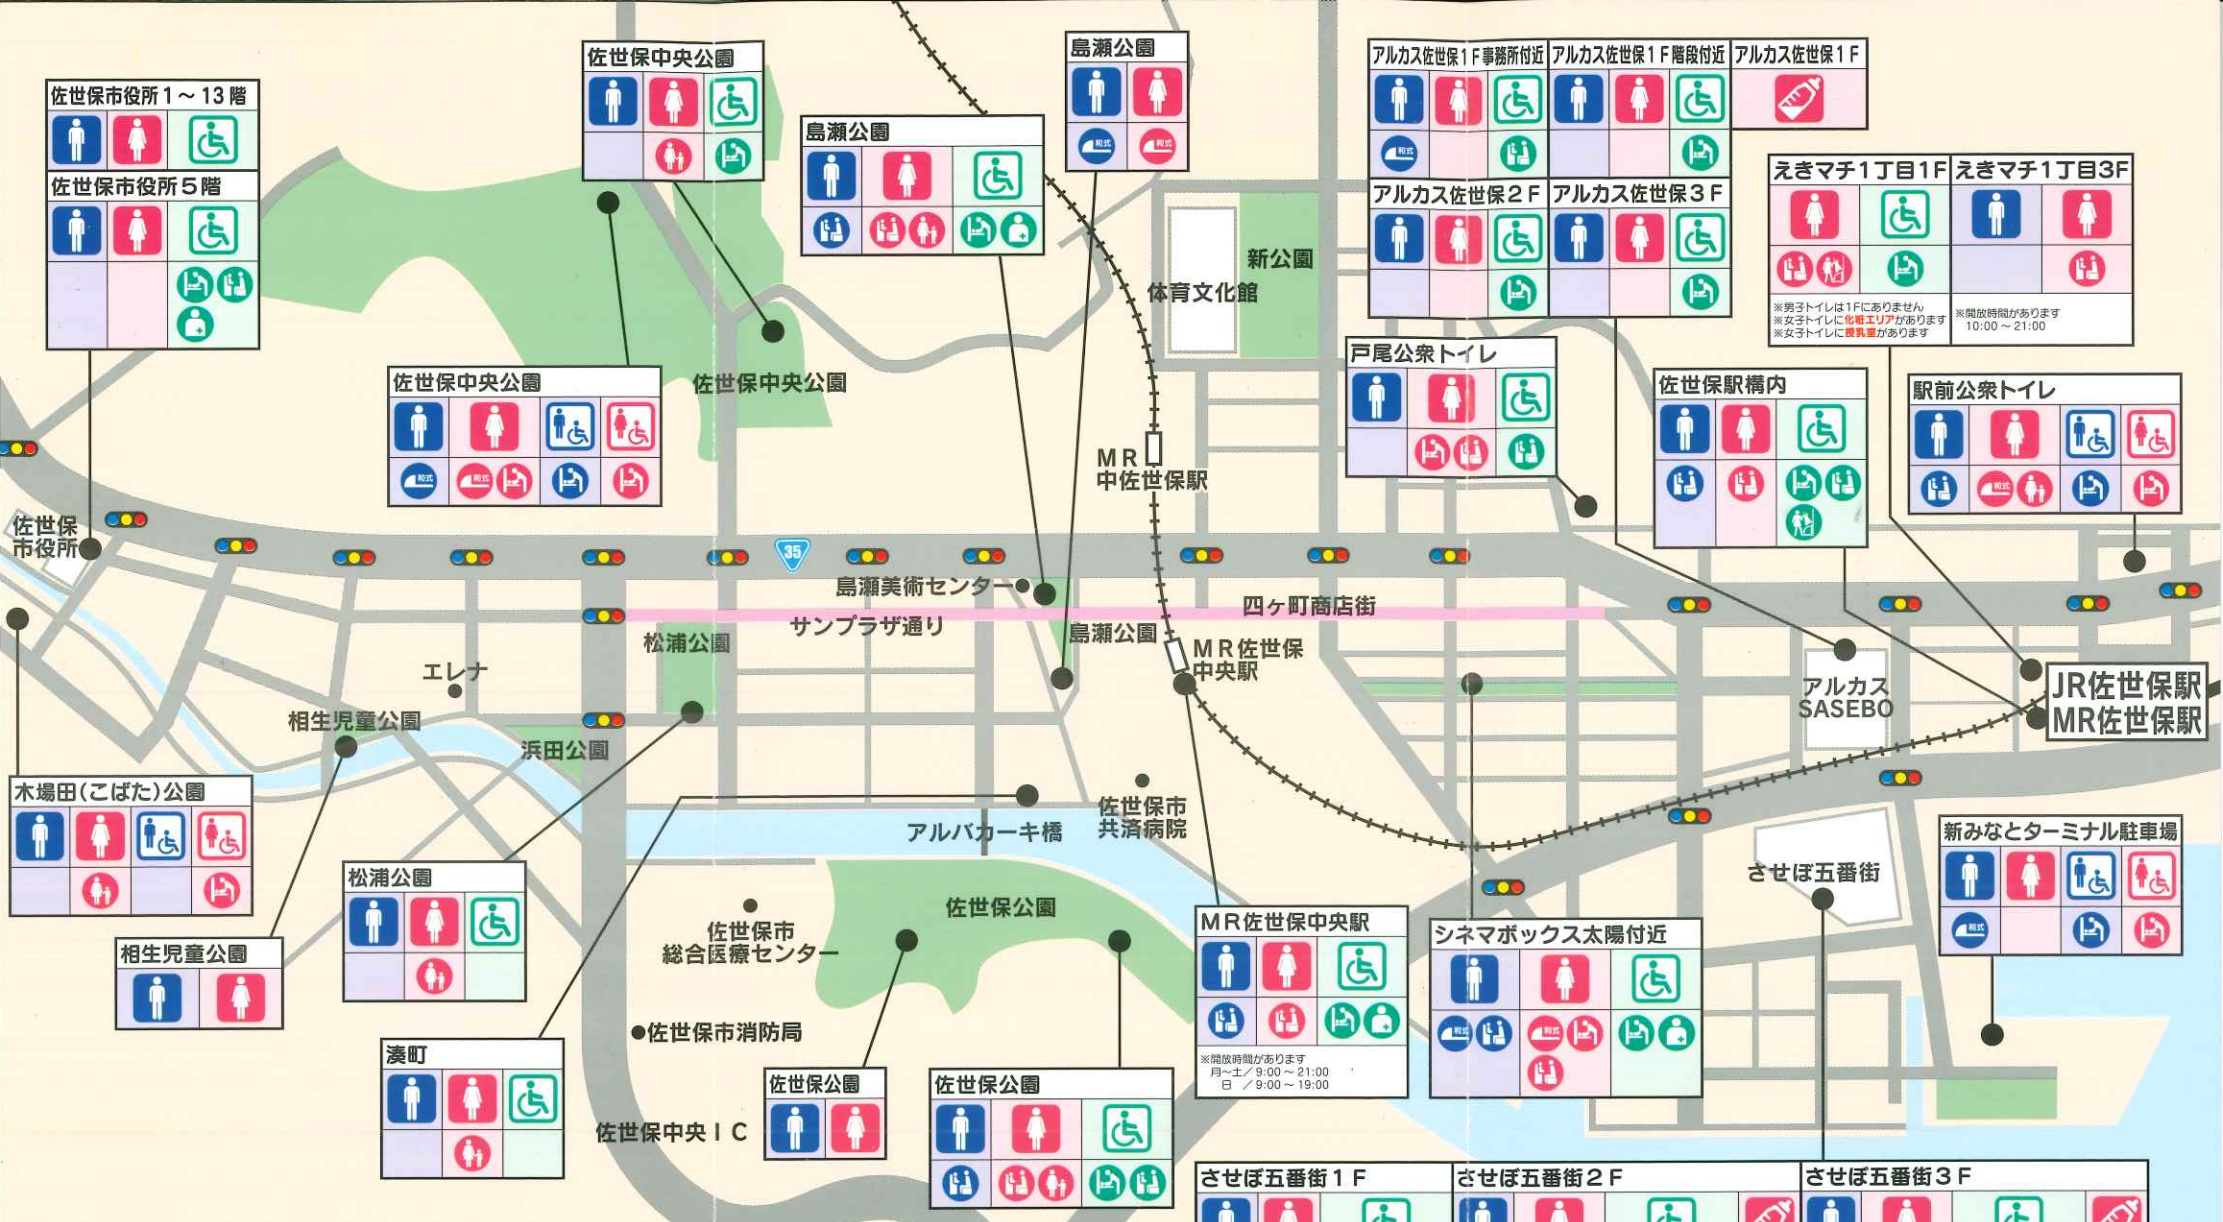 佐世保市役所1～13階
佐世保市役所5階
佐世保中央公園
島瀬公園
和式
和式
島瀬公園
アルカス佐世保1F事務所付近
アルカス佐世保1F階段付近
アルカス佐世保1F
和式
アルカス佐世保2F
アルカス佐世保3F
えきマチ1丁目1F
えきマチ1丁目3F
※男子トイレは1Fにありません
※女子トイレに化粧エリアがあります
※女子トイレに授乳室があります
※開放時間があります
10:00～21:00
新公園
体育文化館
佐世保中央公園
佐世保中央公園
和式
和式
戸尾公衆トイレ
佐世保駅構内
駅前公衆トイレ
和式
MR
中佐世保駅
佐世保
市役所
35
島瀬美術センター
サンプラザ通り
四ヶ町商店街
松浦公園
島瀬公園
MR佐世保
中央駅
エレナ
相生児童公園
浜田公園
アルカス
SASEBO
JR佐世保駅
MR佐世保駅
木場田(こばた)公園
アルバカーキ橋
佐世保市
共済病院
新みなとターミナル駐車場
和式
させぼ五番街
松浦公園
相生児童公園
佐世保公園
佐世保市
総合医療センター
MR佐世保中央駅
※開放時間があります
月～土／9:00～21:00
日　／9:00～19:00
シネマボックス太陽付近
和式
和式
佐世保市消防局
湊町
佐世保公園
佐世保公園
佐世保中央IC
させぼ五番街1F
させぼ五番街2F
させぼ五番街3F